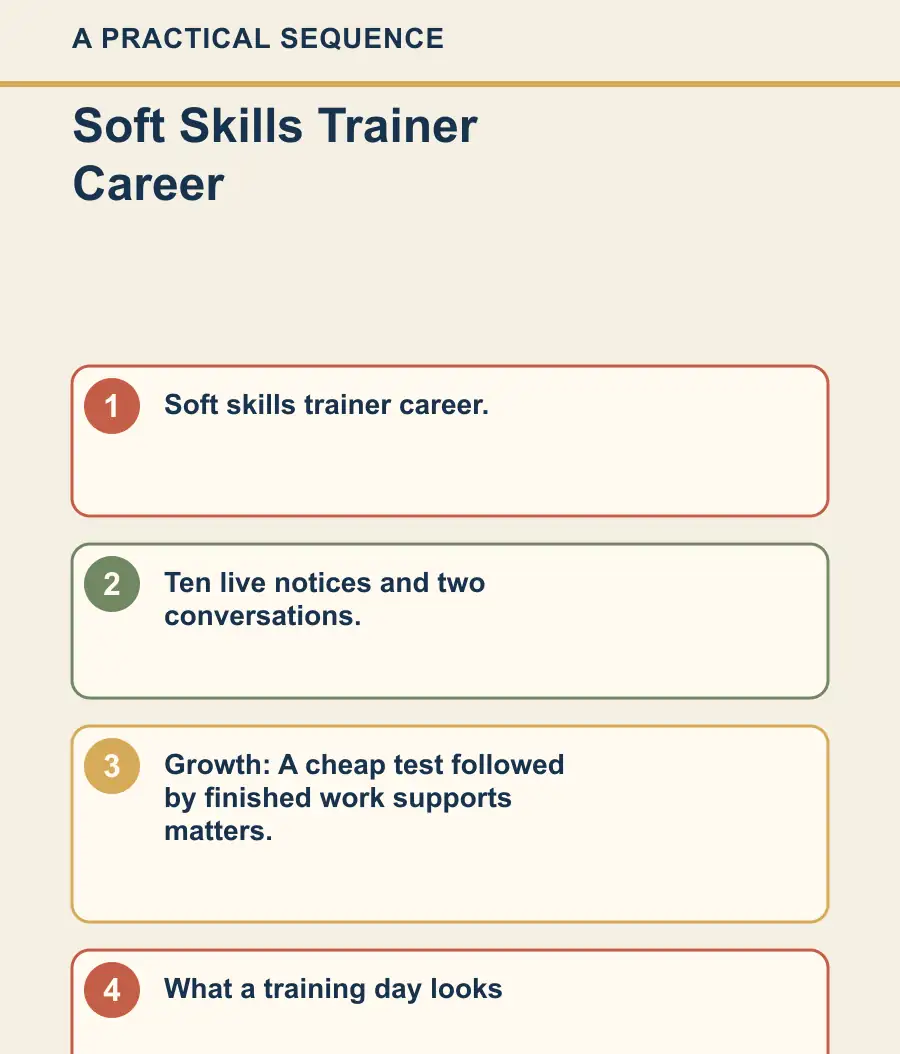 A PRACTICAL SEQUENCE
Soft Skills Trainer
Career
1
Soft skills trainer career.
2
Ten live notices and two
conversations.
3
Growth: A cheap test followed
by finished work supports
matters.
4
What a training day looks